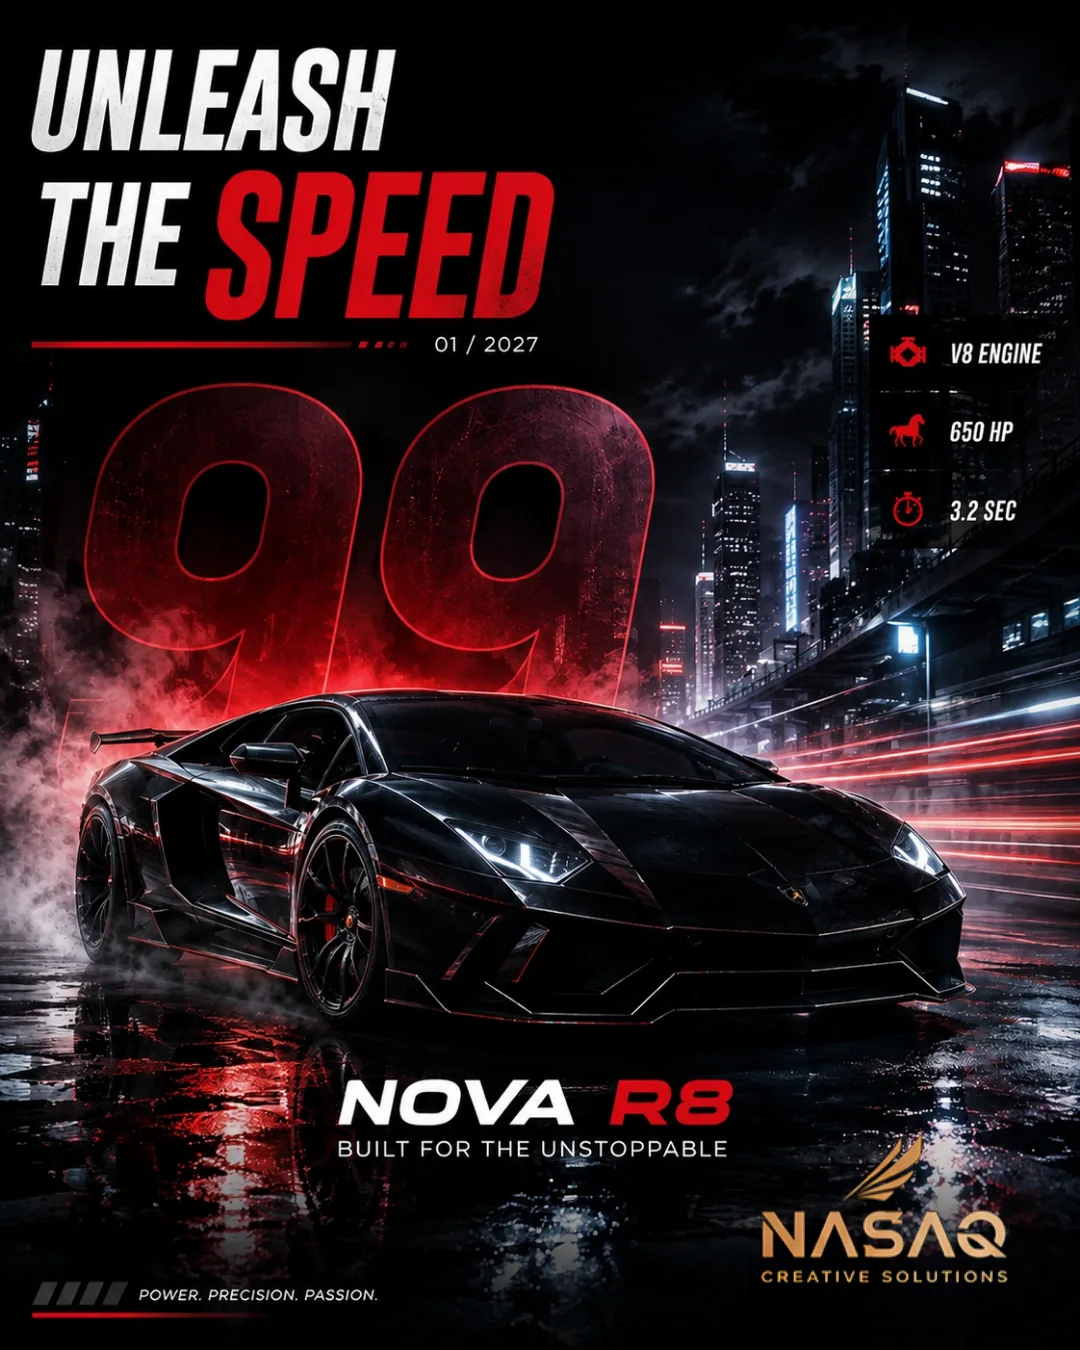 UNLEASH
THE SPEED
01 / 2027
99
V8 ENGINE
650 HP
3.2 SEC
NOVA R8
BUILT FOR THE UNSTOPPABLE
NASAQ
CREATIVE SOLUTIONS
POWER. PRECISION. PASSION.